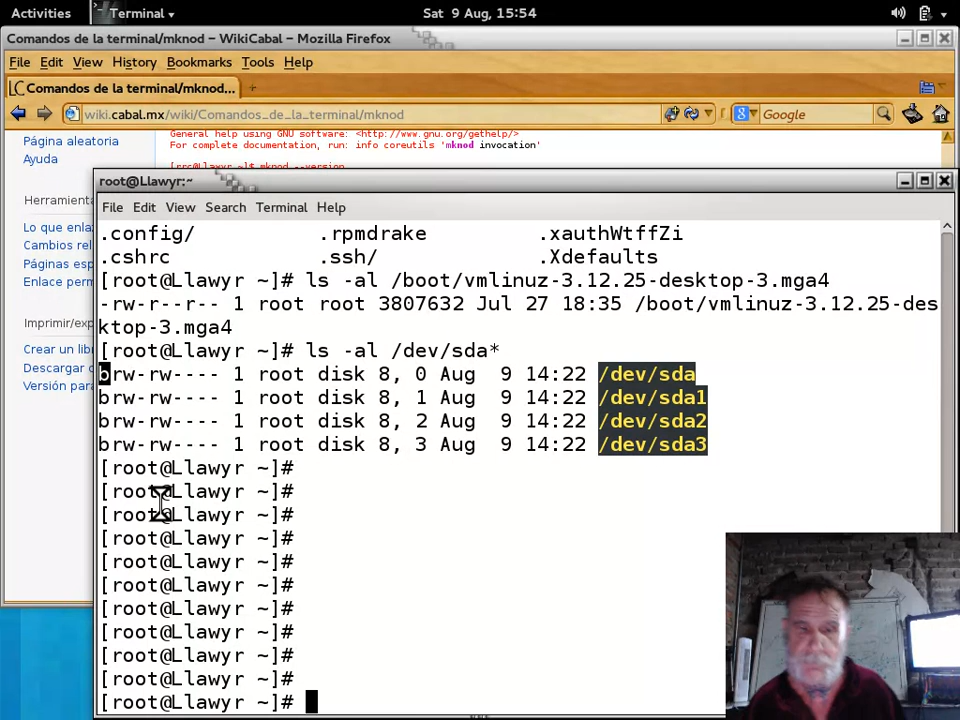 Activities
Terminal
Sat 9 Aug, 15:54
Comandos de la terminal/mknod – WikiCabal – Mozilla Firefox
File Edit View History Bookmarks Tools Help
Comandos de la terminal/mknod...
wiki.cabal.mx/wiki/Comandos_de_la_terminal/mknod
Google
Página aleatoria
Ayuda
General help using GNU software: <http://www.gnu.org/gethelp/>
For complete documentation, run: info coreutils 'mknod invocation'
[rrc@Llawyr ~]$ mknod --version
Herramienta
Lo que enlaz
Cambios rel
Páginas esp
Enlace perm
Imprimir/exp
Crear un lib
Descargar c
Versión para
root@Llawyr:~
File Edit View Search Terminal Help
.config/ .rpmdrake .xauthWtffZi
.cshrc .ssh/ .Xdefaults
[root@Llawyr ~]# ls -al /boot/vmlinuz-3.12.25-desktop-3.mga4
-rw-r--r-- 1 root root 3807632 Jul 27 18:35 /boot/vmlinuz-3.12.25-des
ktop-3.mga4
[root@Llawyr ~]# ls -al /dev/sda*
brw-rw---- 1 root disk 8, 0 Aug  9 14:22 /dev/sda
brw-rw---- 1 root disk 8, 1 Aug  9 14:22 /dev/sda1
brw-rw---- 1 root disk 8, 2 Aug  9 14:22 /dev/sda2
brw-rw---- 1 root disk 8, 3 Aug  9 14:22 /dev/sda3
[root@Llawyr ~]#
[root@Llawyr ~]#
[root@Llawyr ~]#
[root@Llawyr ~]#
[root@Llawyr ~]#
[root@Llawyr ~]#
[root@Llawyr ~]#
[root@Llawyr ~]#
[root@Llawyr ~]#
[root@Llawyr ~]#
[root@Llawyr ~]#